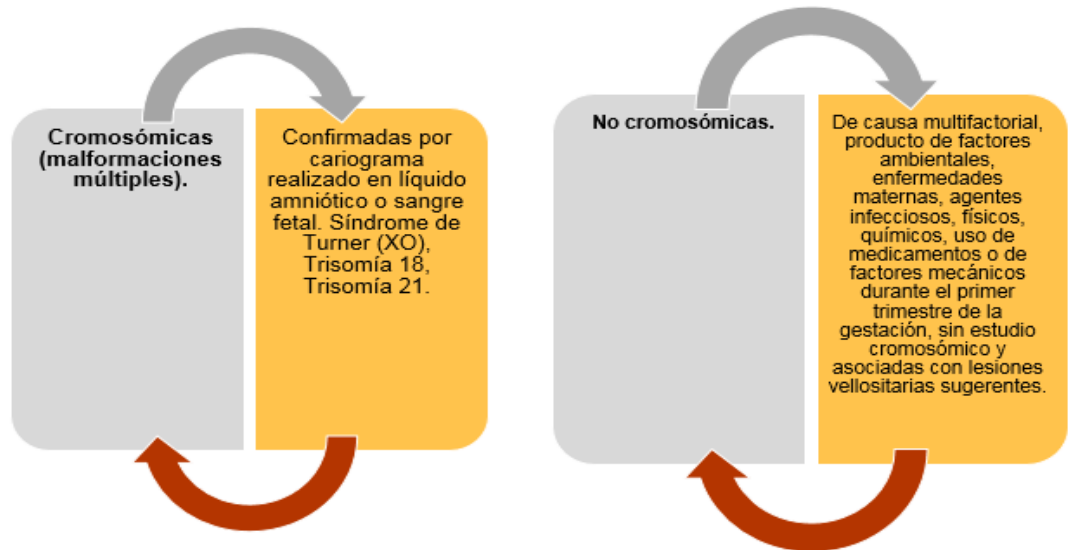 Cromosómicas
(malformaciones
múltiples).
Confirmadas por
cariograma
realizado en líquido
amniótico o sangre
fetal. Síndrome de
Turner (XO),
Trisomía 18,
Trisomía 21.
No cromosómicas.
De causa multifactorial,
producto de factores
ambientales,
enfermedades
maternas, agentes
infecciosos, físicos,
químicos, uso de
medicamentos o de
factores mecánicos
durante el primer
trimestre de la
gestación, sin estudio
cromosómico y
asociadas con lesiones
vellositarias sugerentes.